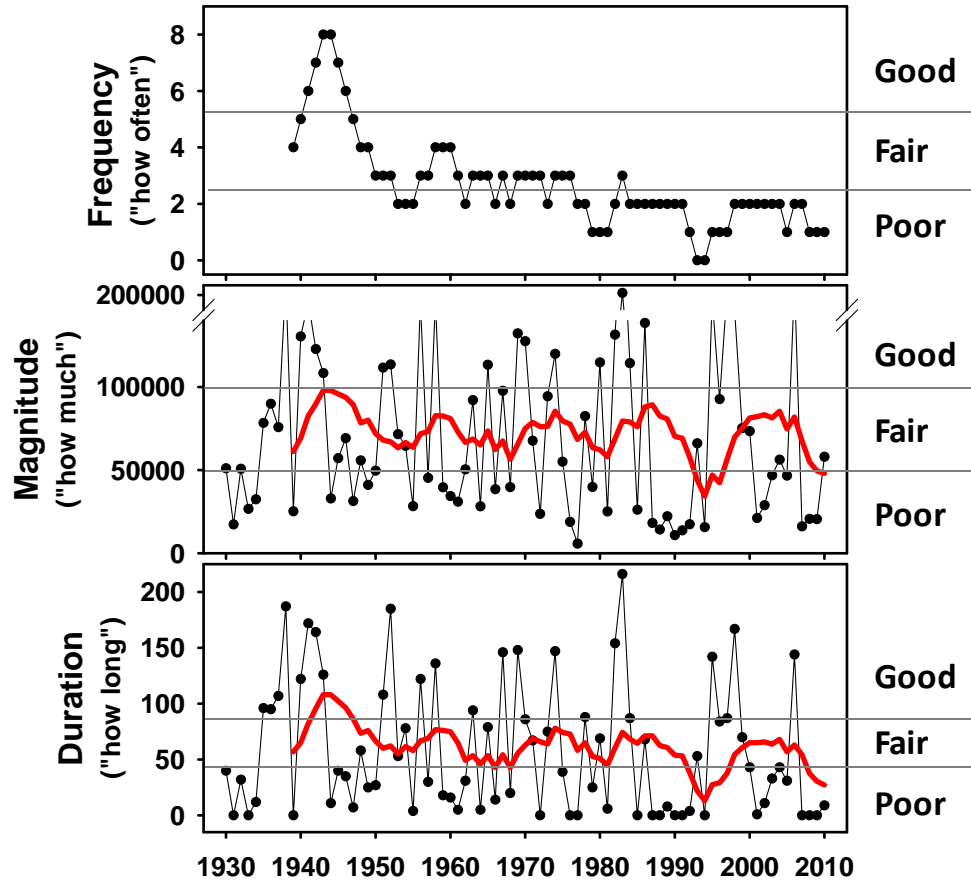 8
6
4
2
0
Frequency
("how often")
Good
Fair
Poor
200000
100000
50000
0
Magnitude
("how much")
Good
Fair
Poor
200
150
100
50
0
Duration
("how long")
Good
Fair
Poor
1930 1940 1950 1960 1970 1980 1990 2000 2010